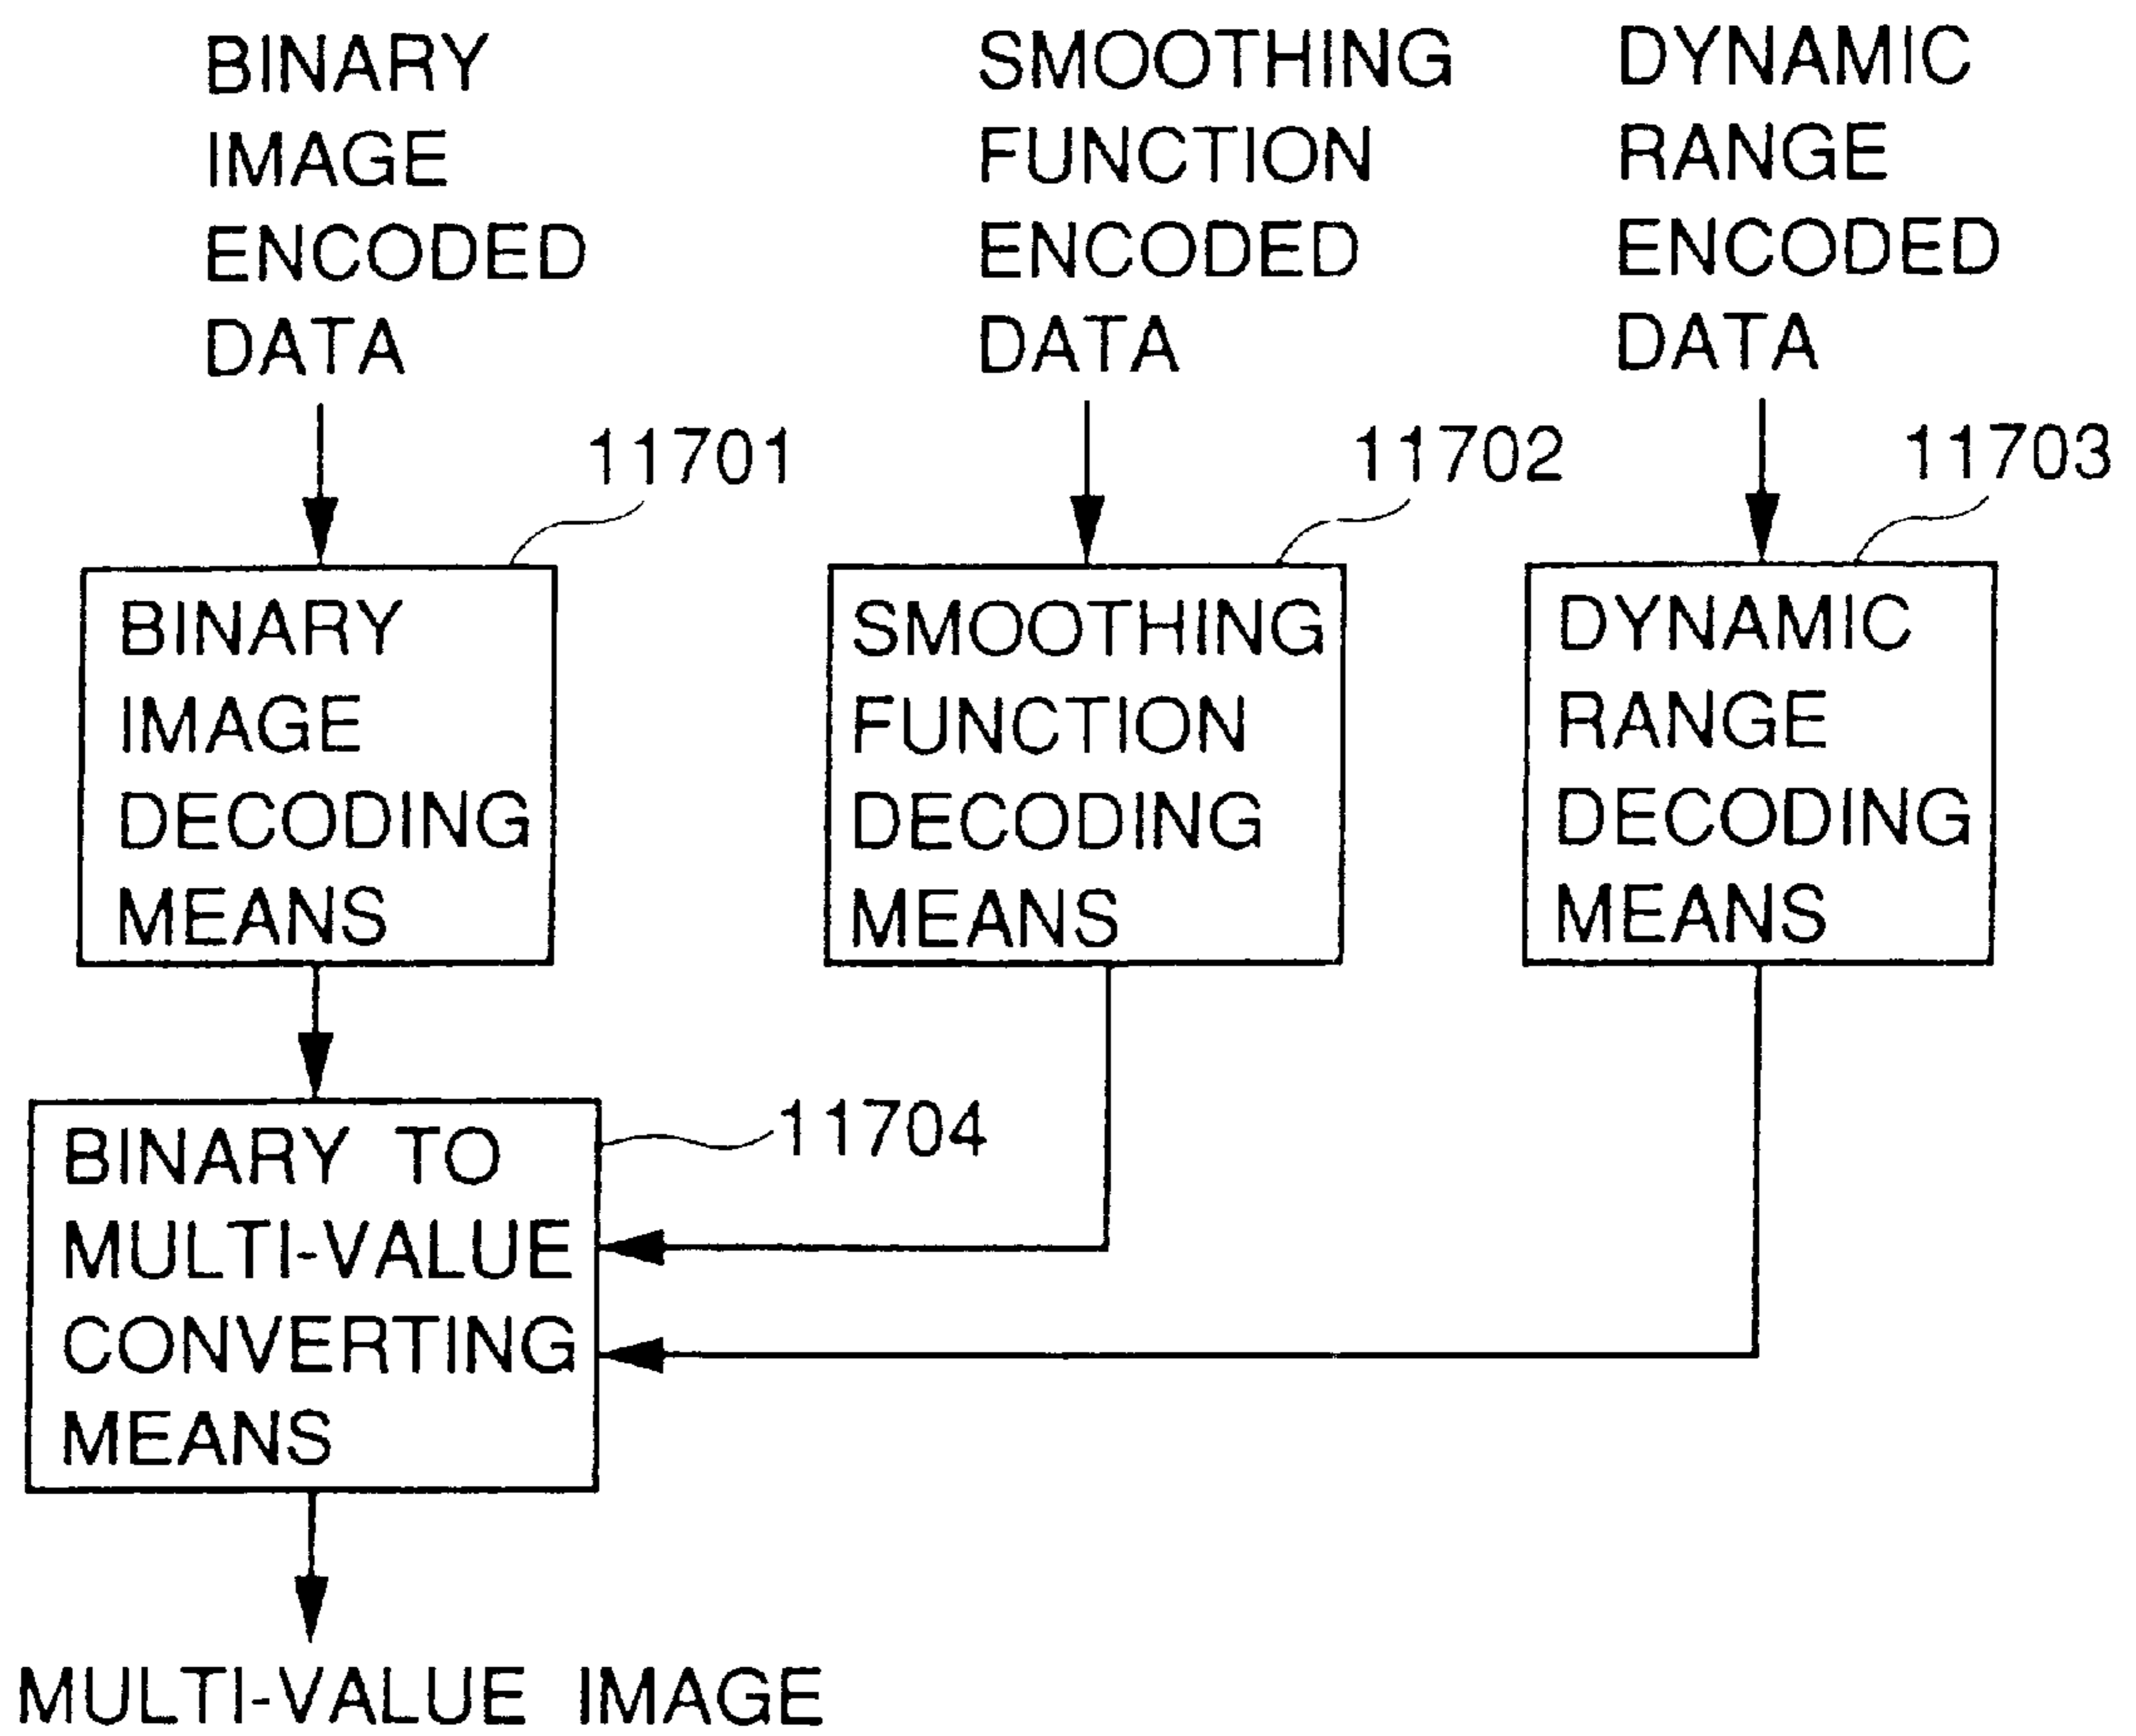 BINARY
IMAGE
ENCODED
DATA
SMOOTHING
FUNCTION
ENCODED
DATA
DYNAMIC
RANGE
ENCODED
DATA
11701
11702
11703
BINARY
IMAGE
DECODING
MEANS
SMOOTHING
FUNCTION
DECODING
MEANS
DYNAMIC
RANGE
DECODING
MEANS
BINARY TO
MULTI-VALUE
CONVERTING
MEANS
11704
MULTI-VALUE IMAGE